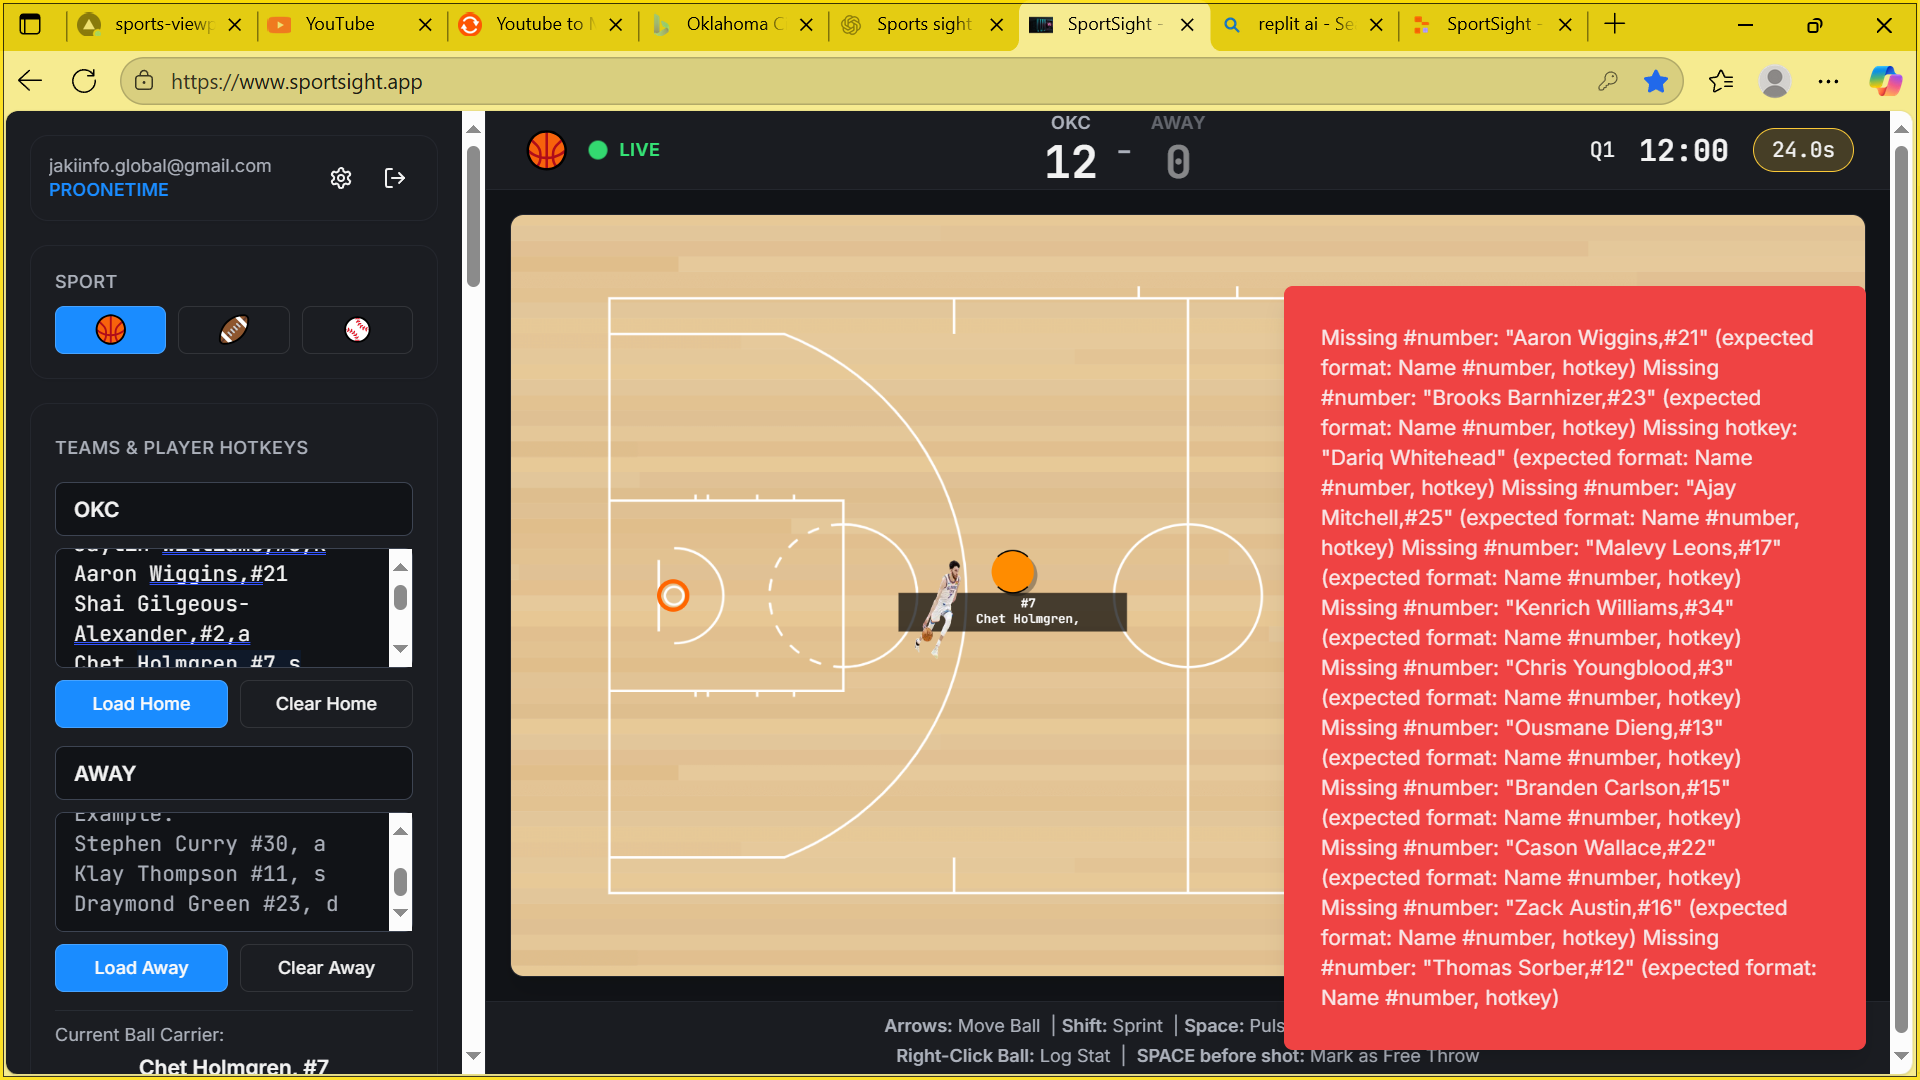 sports-viewp
YouTube
Youtube to M
Oklahoma C
Sports sight
SportSight -
replit ai - Sea
SportSight -
https://www.sportsight.app
jakiinfo.global@gmail.com
PROONETIME
SPORT
TEAMS & PLAYER HOTKEYS
OKC
Jaylin Williams,#6,k
Aaron Wiggins,#21
Shai Gilgeous-
Alexander,#2,a
Chet Holmgren,#7,s
Load Home
Clear Home
AWAY
Example:
Stephen Curry #30, a
Klay Thompson #11, s
Draymond Green #23, d
Load Away
Clear Away
Current Ball Carrier:
Chet Holmgren, #7
LIVE
OKC
12
-
AWAY
0
Q1
12:00
24.0s
#7
Chet Holmgren,
Missing #number: "Aaron Wiggins,#21" (expected
format: Name #number, hotkey) Missing
#number: "Brooks Barnhizer,#23" (expected
format: Name #number, hotkey) Missing hotkey:
"Dariq Whitehead" (expected format: Name
#number, hotkey) Missing #number: "Ajay
Mitchell,#25" (expected format: Name #number,
hotkey) Missing #number: "Malevy Leons,#17"
(expected format: Name #number, hotkey)
Missing #number: "Kenrich Williams,#34"
(expected format: Name #number, hotkey)
Missing #number: "Chris Youngblood,#3"
(expected format: Name #number, hotkey)
Missing #number: "Ousmane Dieng,#13"
(expected format: Name #number, hotkey)
Missing #number: "Branden Carlson,#15"
(expected format: Name #number, hotkey)
Missing #number: "Cason Wallace,#22"
(expected format: Name #number, hotkey)
Missing #number: "Zack Austin,#16" (expected
format: Name #number, hotkey) Missing
#number: "Thomas Sorber,#12" (expected format:
Name #number, hotkey)
Arrows: Move Ball | Shift: Sprint | Space: Puls
Right-Click Ball: Log Stat | SPACE before shot: Mark as Free Throw